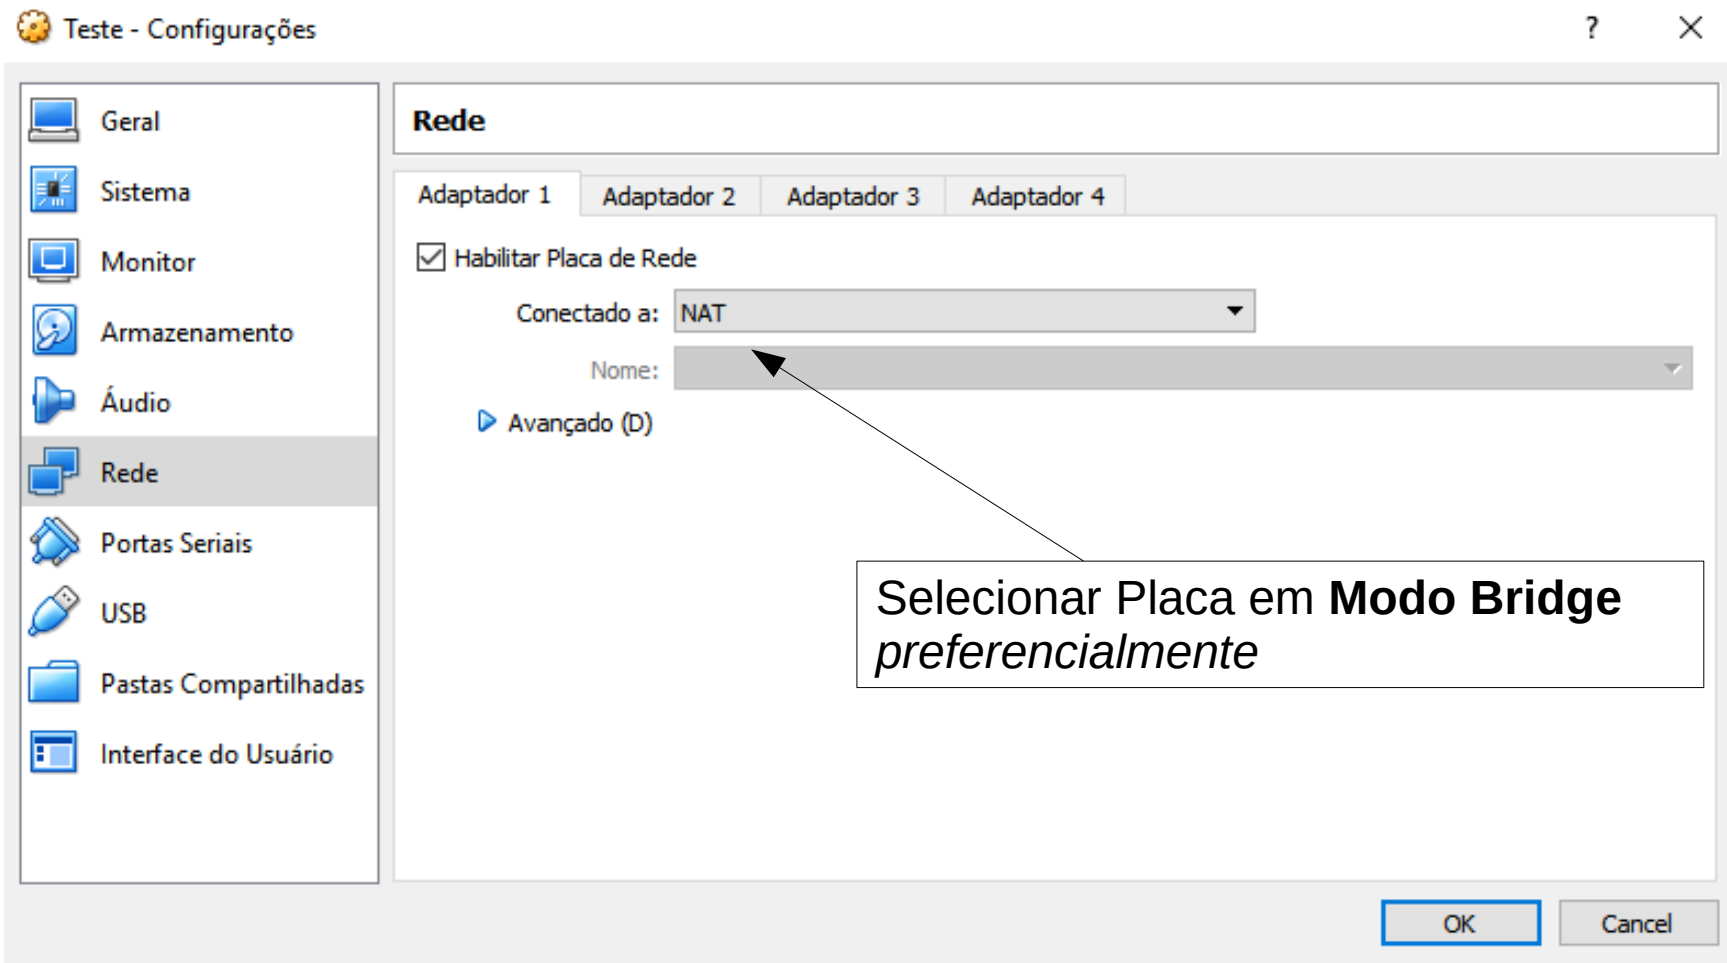 Teste - Configurações
?
Geral
Sistema
Monitor
Armazenamento
Áudio
Rede
Portas Seriais
USB
Pastas Compartilhadas
Interface do Usuário
Rede
Adaptador 1 Adaptador 2 Adaptador 3 Adaptador 4
Habilitar Placa de Rede
Conectado a: NAT
Nome:
Avançado (D)
Selecionar Placa em Modo Bridge
preferencialmente
OK Cancel